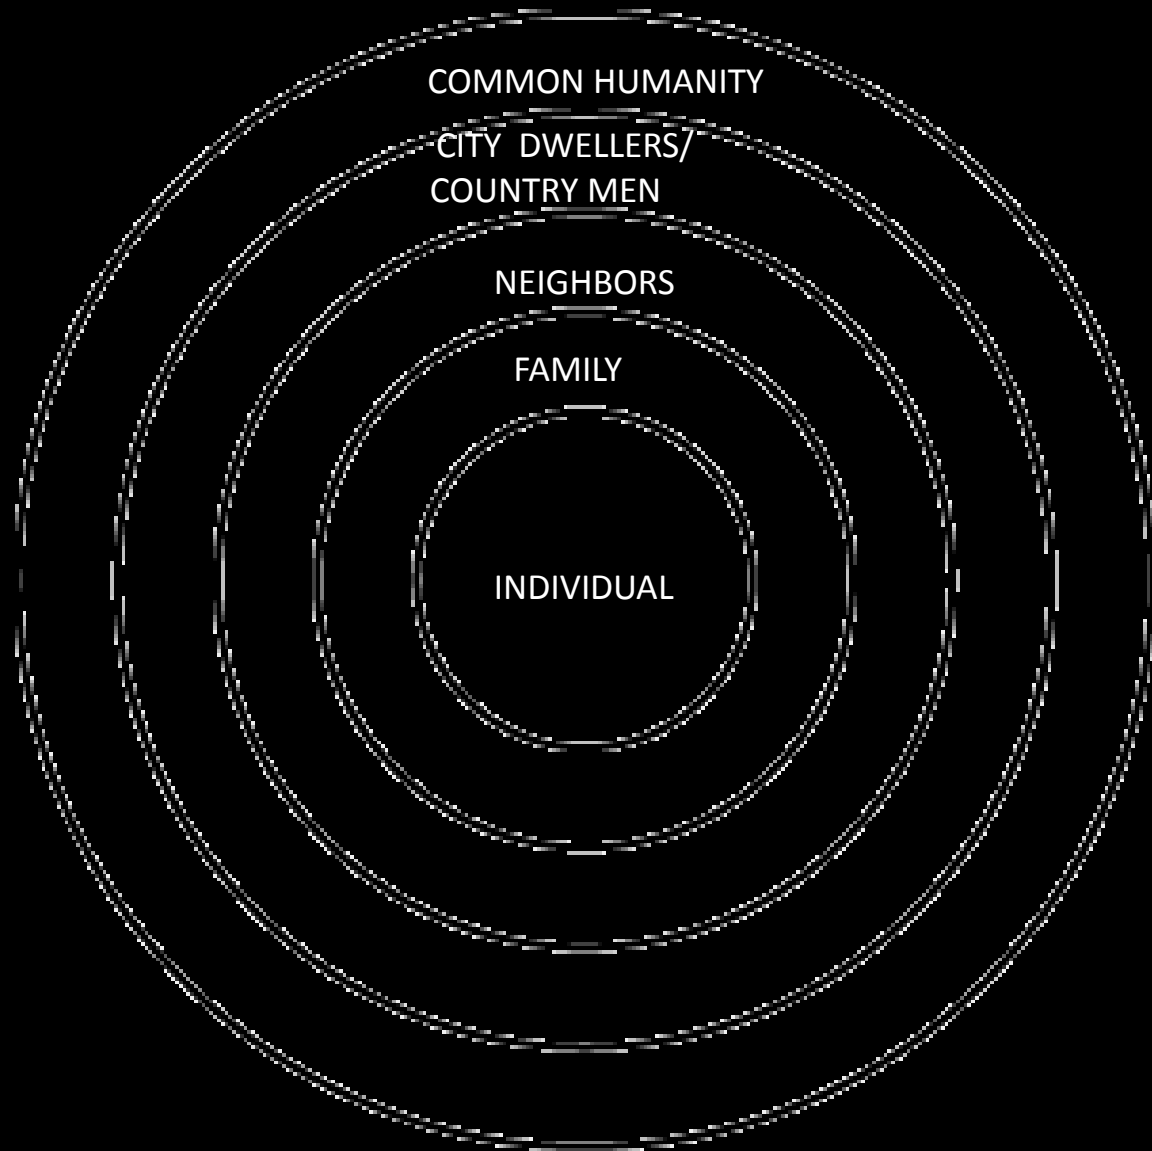 COMMON HUMANITY
CITY DWELLERS/
COUNTRY MEN
NEIGHBORS
FAMILY
INDIVIDUAL